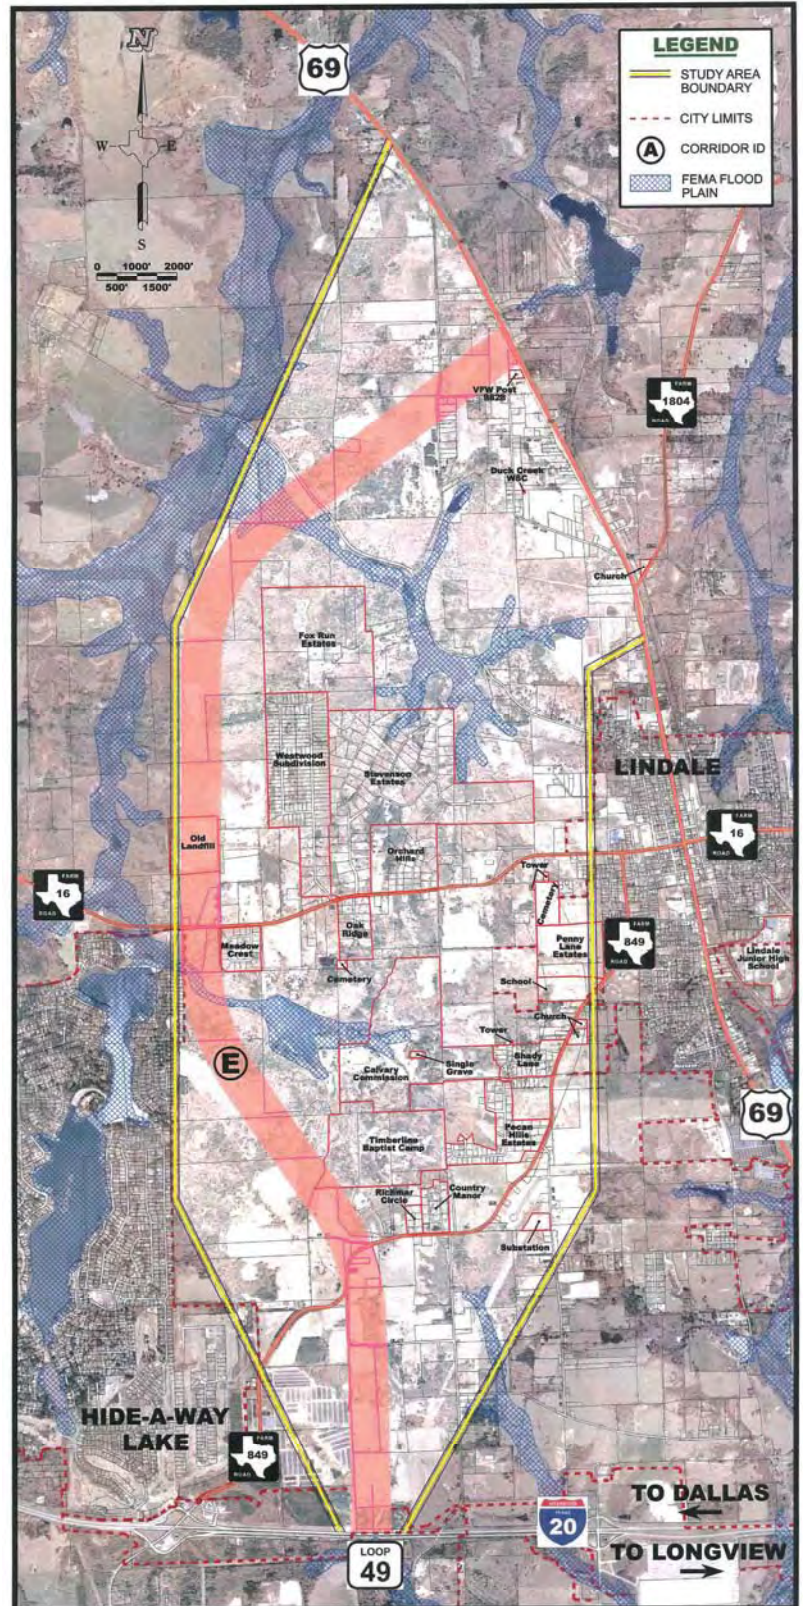 N
W
E
S
0 1000' 2000'
500' 1500'
69
LEGEND
STUDY AREA
BOUNDARY
CITY LIMITS
A
CORRIDOR ID
FEMA FLOOD
PLAIN
VFW Post
FARM
1804
ROAD
Duck Creek
WSC
Church
Fox Run
Estates
Westwood
Subdivision
Stevenson
Estates
LINDALE
Old
Landfill
Orchard
Hills
FARM
16
ROAD
Tower
Cemetery
FARM
16
ROAD
Meadow
Crest
Oak
Ridge
Cemetery
Penny
Lane
Estates
FARM
849
ROAD
Lindale
Junior High
School
School
Church
Tower
Shady
Lane
E
Calvary
Commission
Single
Grave
69
Timberline
Baptist Camp
Pecan
Hills
Estates
Richmar
Circle
Country
Manor
Substation
HIDE-A-WAY
LAKE
FARM
849
ROAD
TO DALLAS
INTERSTATE
TEXAS
20
TO LONGVIEW
LOOP
49